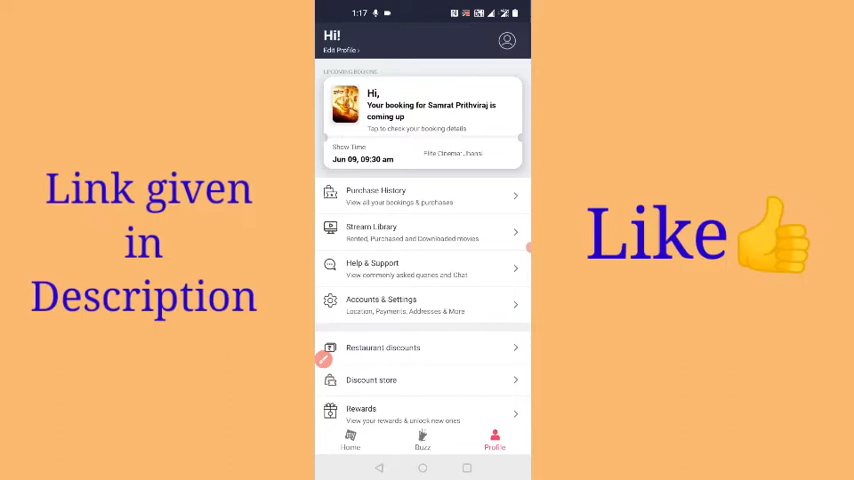 1:17
Hi!
Edit Profile ›
UPCOMING REASONS
Hi,
Your booking for Samrat Prithviraj is
coming up
Tap to check your booking details
Show Time
Jun 09, 09:30 am
Elite Cinema: Jhansi
Purchase History
View all your bookings & purchases
Stream Library
Rented, Purchased and Downloaded movies
Help & Support
View commonly asked queries and Chat
Accounts & Settings
Location, Payments, Addresses & More
Restaurant discounts
Discount store
Rewards
View your rewards & unlock new ones
Home
Buzz
Profile
Link given
in
Description
Like👍